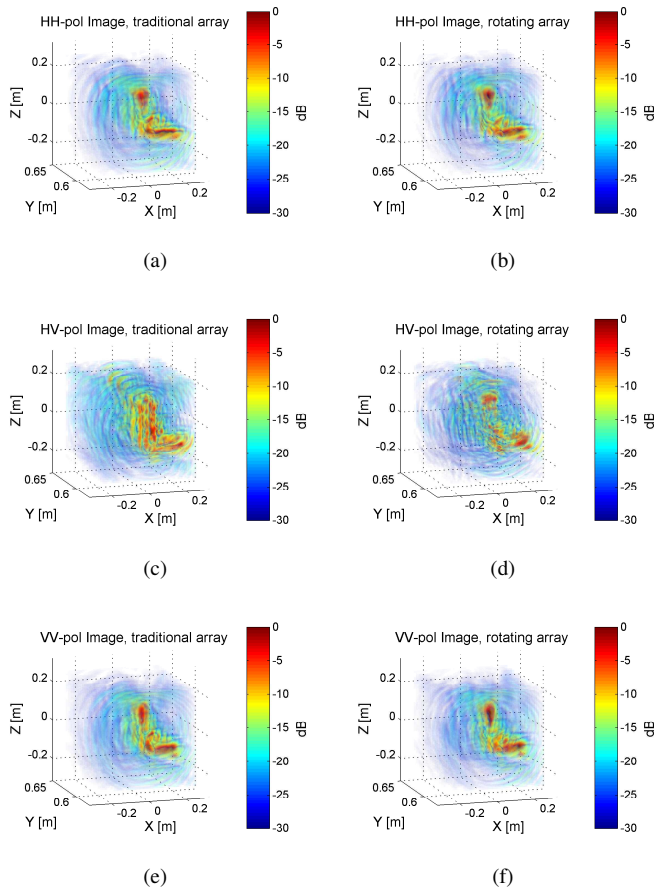 HH-pol Image, traditional array
0.2
0
-0.2
Z [m]
0.65
0.6
Y [m]
-0.2
0
0.2
X [m]
0
-5
-10
-15
-20
-25
-30
dB
(a)
HH-pol Image, rotating array
0.2
0
-0.2
Z [m]
0.65
0.6
Y [m]
-0.2
0
0.2
X [m]
0
-5
-10
-15
-20
-25
-30
dB
(b)
HV-pol Image, traditional array
0.2
0
-0.2
Z [m]
0.65
0.6
Y [m]
-0.2
0
0.2
X [m]
0
-5
-10
-15
-20
-25
-30
dB
(c)
HV-pol Image, rotating array
0.2
0
-0.2
Z [m]
0.65
0.6
Y [m]
-0.2
0
0.2
X [m]
0
-5
-10
-15
-20
-25
-30
dB
(d)
VV-pol Image, traditional array
0.2
0
-0.2
Z [m]
0.65
0.6
Y [m]
-0.2
0
0.2
X [m]
0
-5
-10
-15
-20
-25
-30
dB
(e)
VV-pol Image, rotating array
0.2
0
-0.2
Z [m]
0.65
0.6
Y [m]
-0.2
0
0.2
X [m]
0
-5
-10
-15
-20
-25
-30
dB
(f)